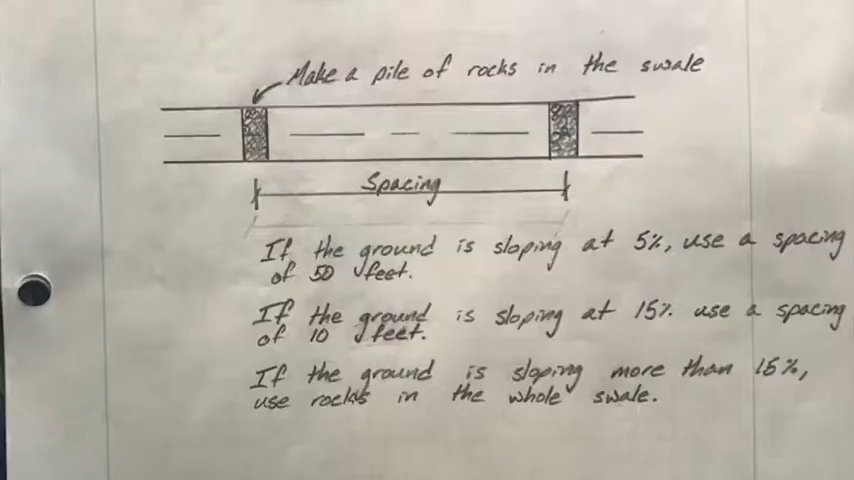 Make a pile of rocks in the swale
Spacing
If the ground is sloping at 5%, use a spacing
of 50 feet.
If the ground is sloping at 15% use a spacing
of 10 feet.
If the ground is sloping more than 15%,
use rocks in the whole swale.